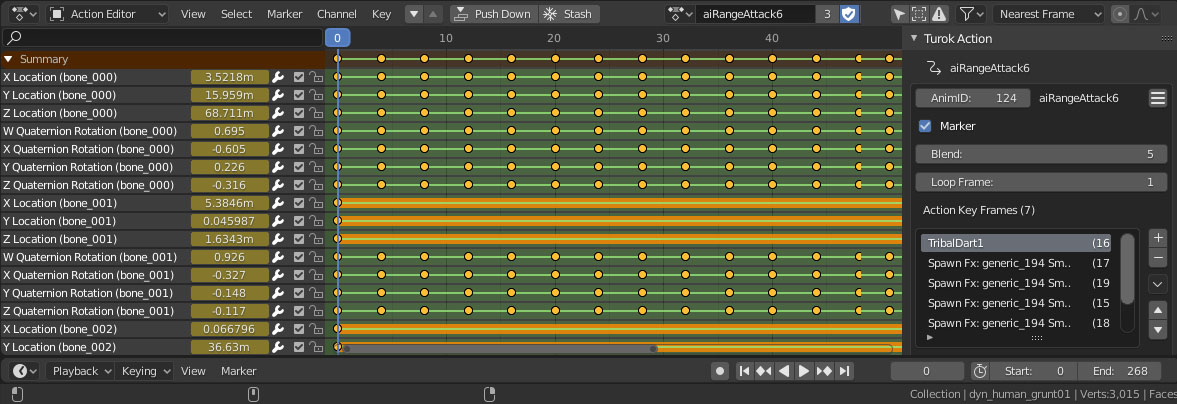 Action Editor View Select Marker Channel Key Push Down Stash aiRangeAttack6 3 Nearest Frame
0 10 20 30 40 Turok Action
Summary
aiRangeAttack6
X Location (bone_000) 3.5218m
Y Location (bone_000) 15.959m AnimID: 124 aiRangeAttack6
Z Location (bone_000) 68.711m
W Quaternion Rotation (bone_000) 0.695 Marker
X Quaternion Rotation (bone_000) -0.605 Blend: 5
Y Quaternion Rotation (bone_000) 0.226
Z Quaternion Rotation (bone_000) -0.316 Loop Frame: 1
X Location (bone_001) 5.3846m Action Key Frames (7)
Y Location (bone_001) 0.045987
Z Location (bone_001) 1.6343m TribalDart1 (16
W Quaternion Rotation (bone_001) 0.926 Spawn Fx: generic_194 Sm.. (17
X Quaternion Rotation (bone_001) -0.327 Spawn Fx: generic_194 Sm.. (19
Y Quaternion Rotation (bone_001) -0.148 Spawn Fx: generic_194 Sm.. (15
Z Quaternion Rotation (bone_001) -0.117
X Location (bone_002) 0.066796 Spawn Fx: generic_194 Sm.. (18
Y Location (bone_002) 36.63m
Playback Keying View Marker 0 Start: 0 End: 268
Collection | dyn_human_grunt01 | Verts:3,015 | Faces